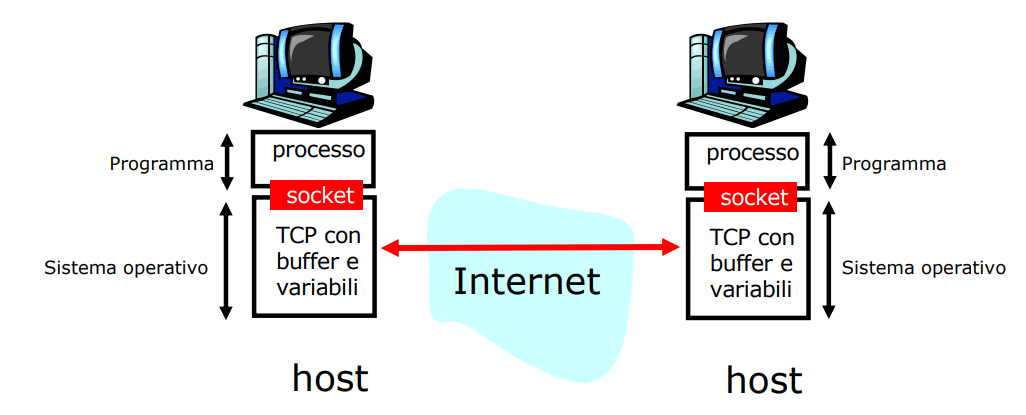 processo
Programma
socket
TCP con
buffer e
variabili
Sistema operativo
host
Internet
processo
Programma
socket
TCP con
buffer e
variabili
Sistema operativo
host